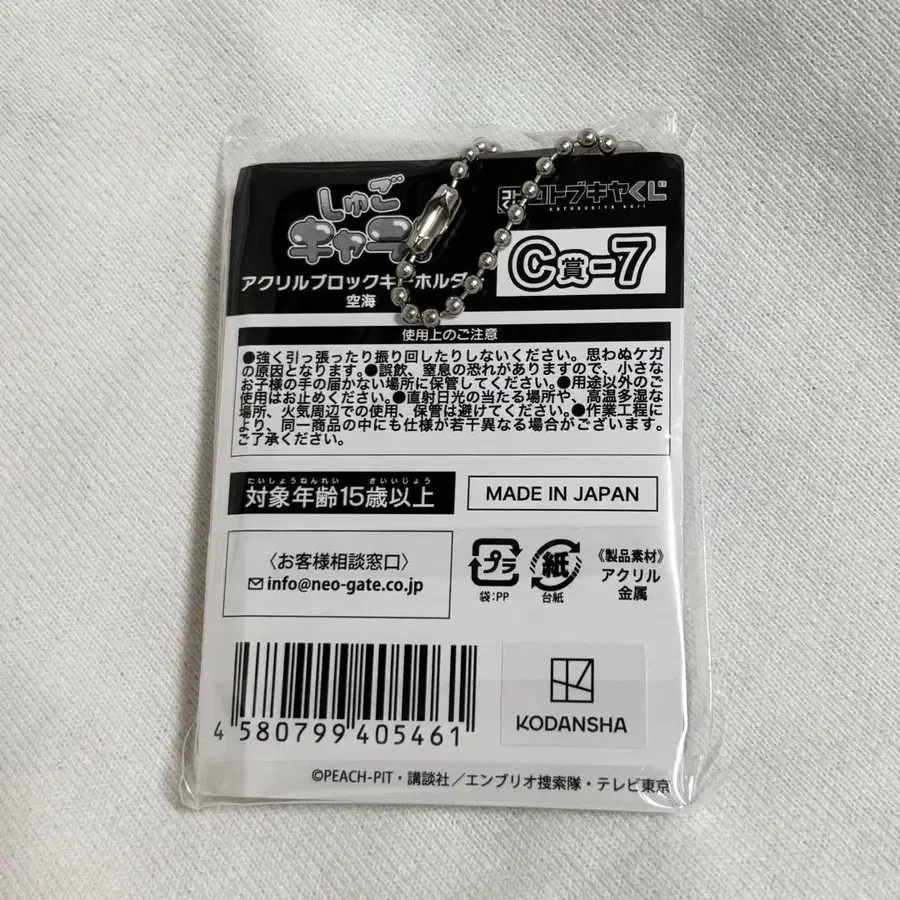 しゅご
キャラ
コトブキヤくじ
KOTOBUKIYA KUJI
C賞-7
アクリルブロックキーホルダー
空海
使用上のご注意
●強く引っ張ったり振り回したりしないください。思わぬケガ
の原因となります。●誤飲、窒息の恐れがありますので、小さな
お子様の手の届かない場所に保管してください。●用途以外のご
使用はお止めください。●直射日光の当たる場所や、高温多湿な
場所、火気周辺での使用、保管は避けてください。●作業工程に
より、同一商品の中にも仕様が若干異なる場合がございます。
ご了承ください。
たいしょうねんれい さいいじょう
対象年齢15歳以上
MADE IN JAPAN
〈お客様相談窓口〉
info@neo-gate.co.jp
プラ
袋:PP
紙
台紙
《製品素材》
アクリル
金属
4 580799 405461
KODANSHA
©PEACH-PIT・講談社／エンブリオ捜索隊・テレビ東京